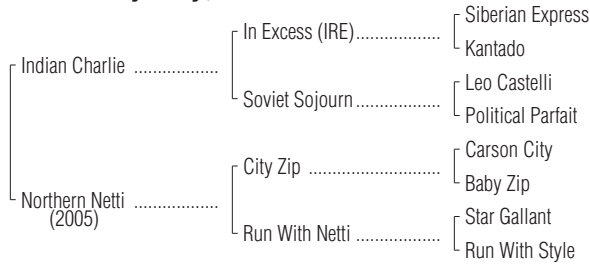 Siberian Express
In Excess (IRE)..................
Kantado
Indian Charlie ..................
Leo Castelli
Soviet Sojourn..................
Political Parfait
Carson City
City Zip ..................
Baby Zip
Northern Netti ..................
(2005)
Star Gallant
Run With Netti ..................
Run With Style